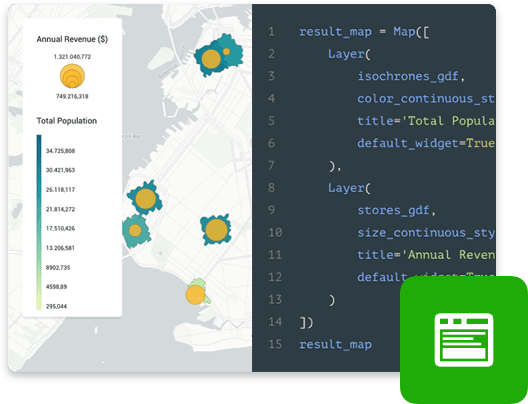 Annual Revenue ($)
1.321.040,772
749.216,318
Total Population
34.725,808
30.421,963
26.118,117
21.814,272
17.510,426
13.206,581
8902,735
4598,89
295,044
1 result_map = Map([
2 Layer(
3 isochrones_gdf,
4 color_continuous_st
5 title='Total Popula
6 default_widget=True
7 ),
8 Layer(
9 stores_gdf,
10 size_continuous_sty
11 title='Annual Reven
12 default_widget=True
13 )
14 ])
15 result_map